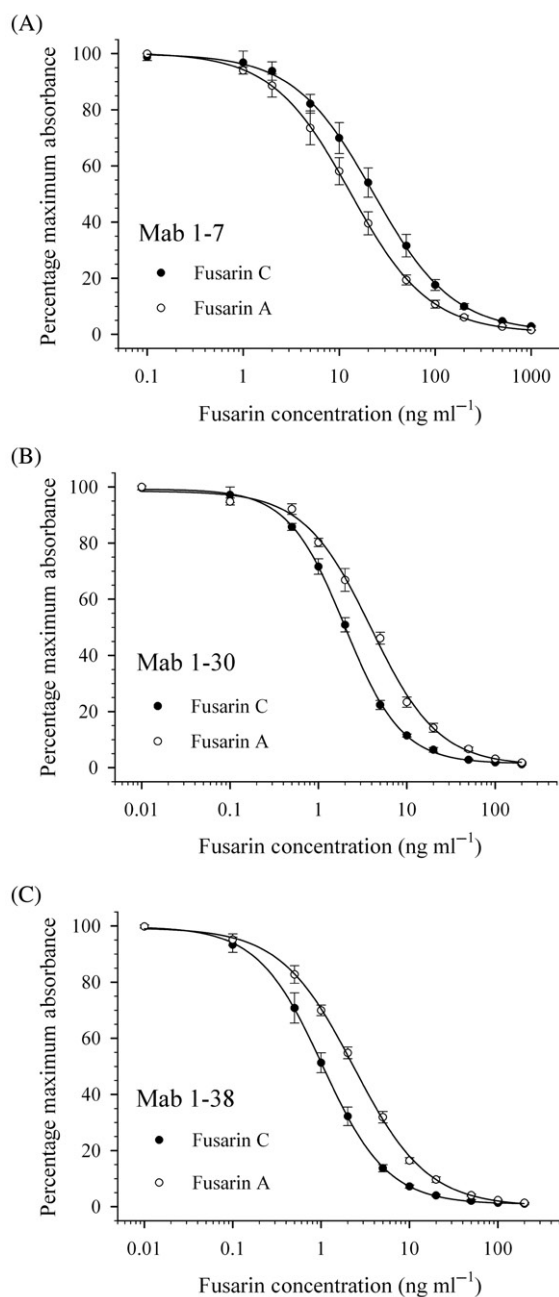 (A)
Percentage maximum absorbance
100
80
60
40
20
0
Mab 1-7
Fusarin C
Fusarin A
0.1 1 10 100 1000
Fusarin concentration (ng ml⁻¹)
(B)
Percentage maximum absorbance
100
80
60
40
20
0
Mab 1-30
Fusarin C
Fusarin A
0.01 0.1 1 10 100
Fusarin concentration (ng ml⁻¹)
(C)
Percentage maximum absorbance
100
80
60
40
20
0
Mab 1-38
Fusarin C
Fusarin A
0.01 0.1 1 10 100
Fusarin concentration (ng ml⁻¹)